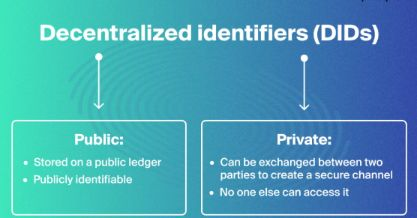 Decentralized identifiers (DIDs)
Public:
• Stored on a public ledger
• Publicly identifiable
Private:
• Can be exchanged between two
parties to create a secure channel
• No one else can access it